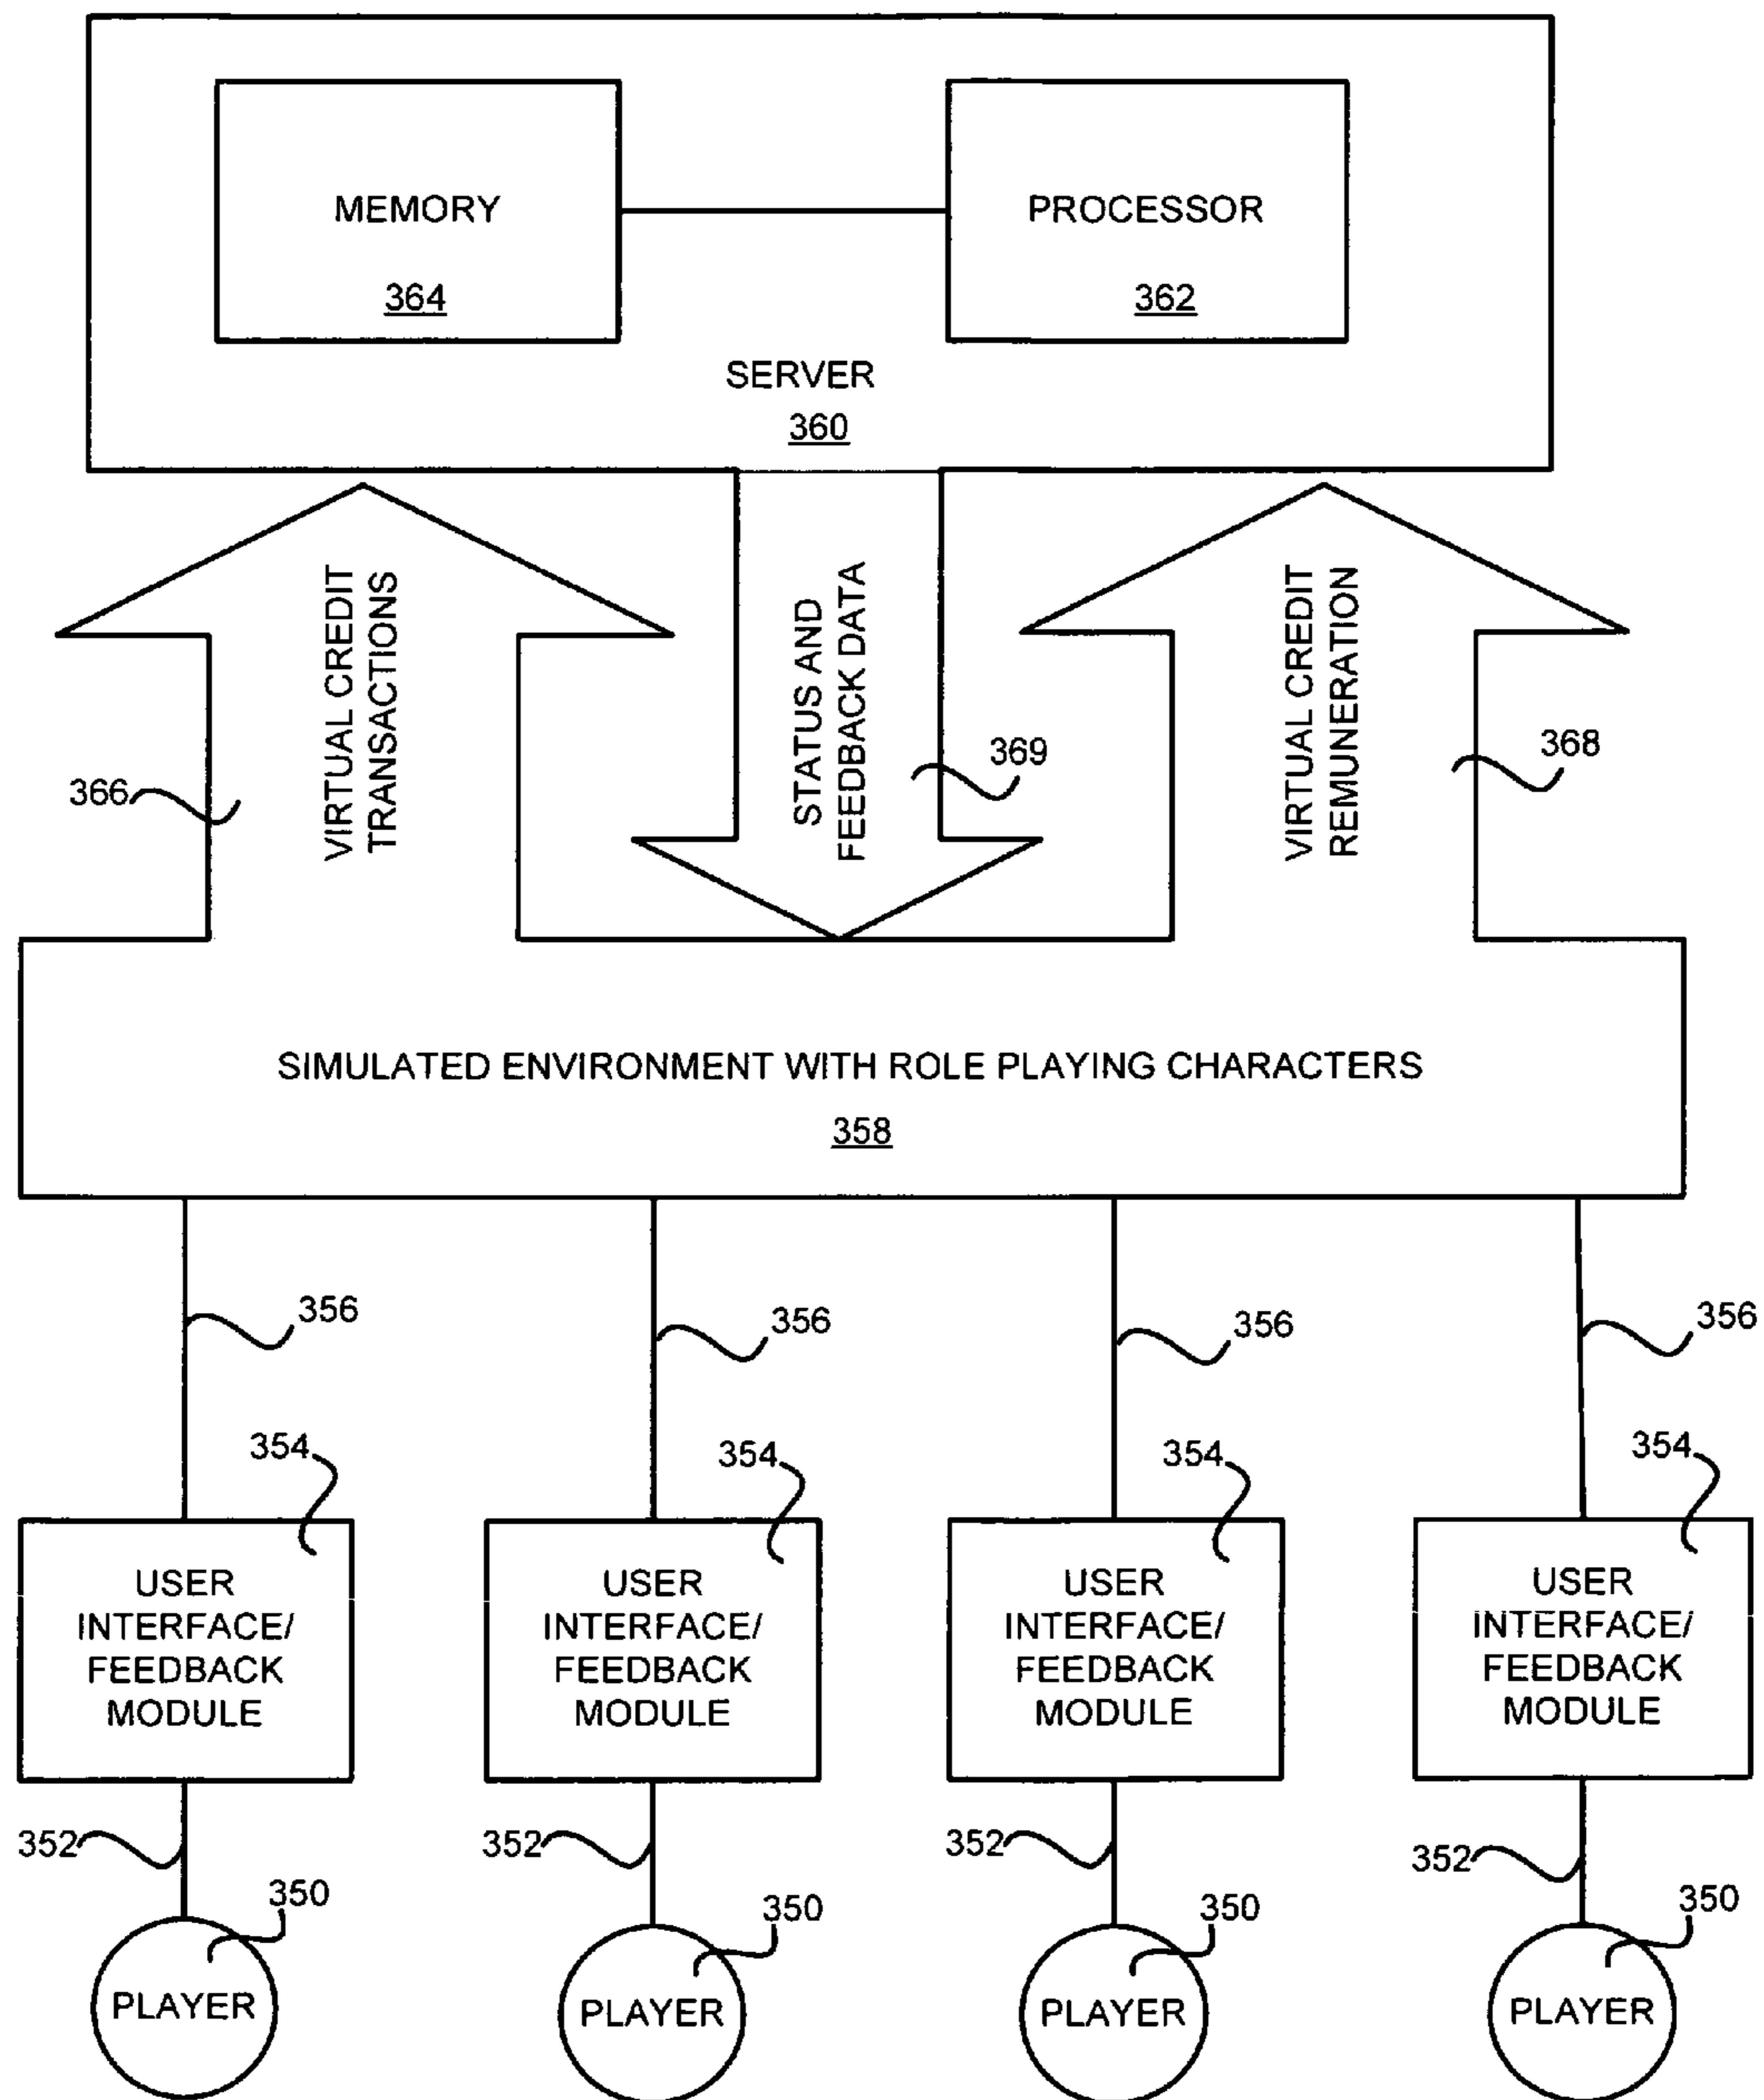 MEMORY
364
PROCESSOR
362
SERVER
360
VIRTUAL CREDIT
TRANSACTIONS
366
STATUS AND
FEEDBACK DATA
369
VIRTUAL CREDIT
REMUNERATION
368
SIMULATED ENVIRONMENT WITH ROLE PLAYING CHARACTERS
358
356
356
356
356
354
354
354
354
USER
INTERFACE/
FEEDBACK
MODULE
USER
INTERFACE/
FEEDBACK
MODULE
USER
INTERFACE/
FEEDBACK
MODULE
USER
INTERFACE/
FEEDBACK
MODULE
352
352
352
352
350
350
350
350
PLAYER
PLAYER
PLAYER
PLAYER